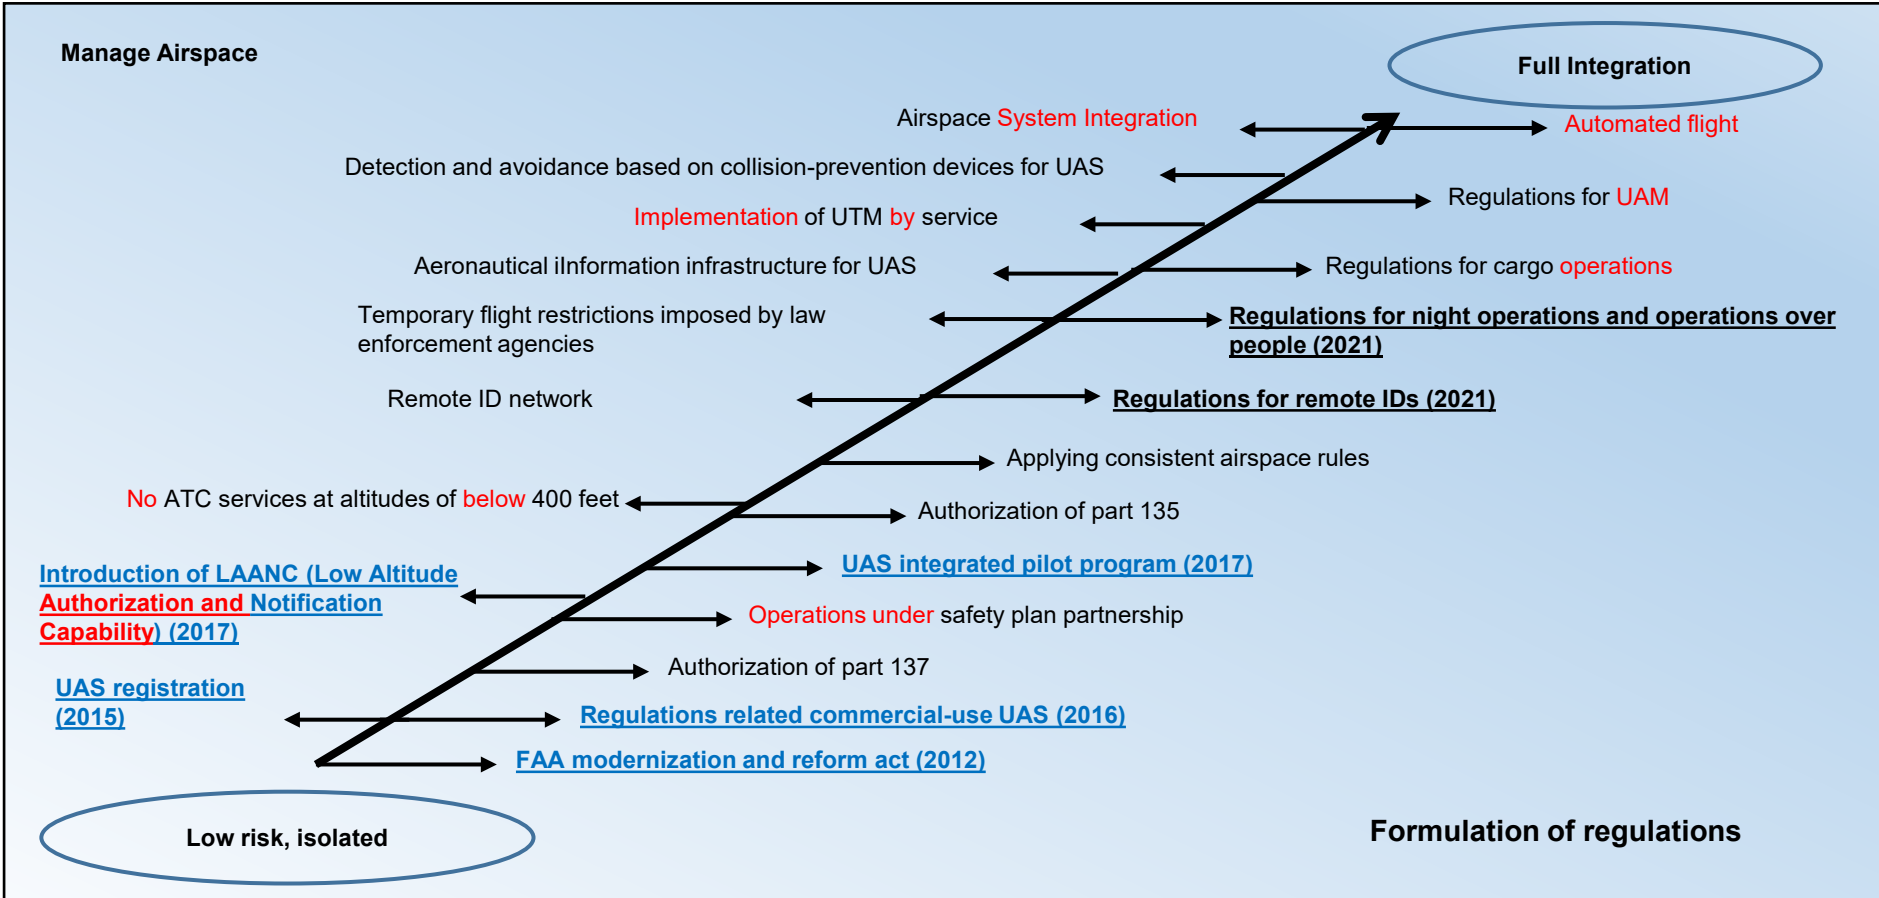 Manage Airspace
Full Integration
Airspace System Integration
Automated flight
Detection and avoidance based on collision-prevention devices for UAS
Regulations for UAM
Implementation of UTM by service
Aeronautical iInformation infrastructure for UAS
Regulations for cargo operations
Temporary flight restrictions imposed by law
enforcement agencies
Regulations for night operations and operations over
people (2021)
Remote ID network
Regulations for remote IDs (2021)
Applying consistent airspace rules
No ATC services at altitudes of below 400 feet
Authorization of part 135
UAS integrated pilot program (2017)
Introduction of LAANC (Low Altitude
Authorization and Notification
Capability) (2017)
Operations under safety plan partnership
Authorization of part 137
UAS registration
(2015)
Regulations related commercial-use UAS (2016)
FAA modernization and reform act (2012)
Low risk, isolated
Formulation of regulations